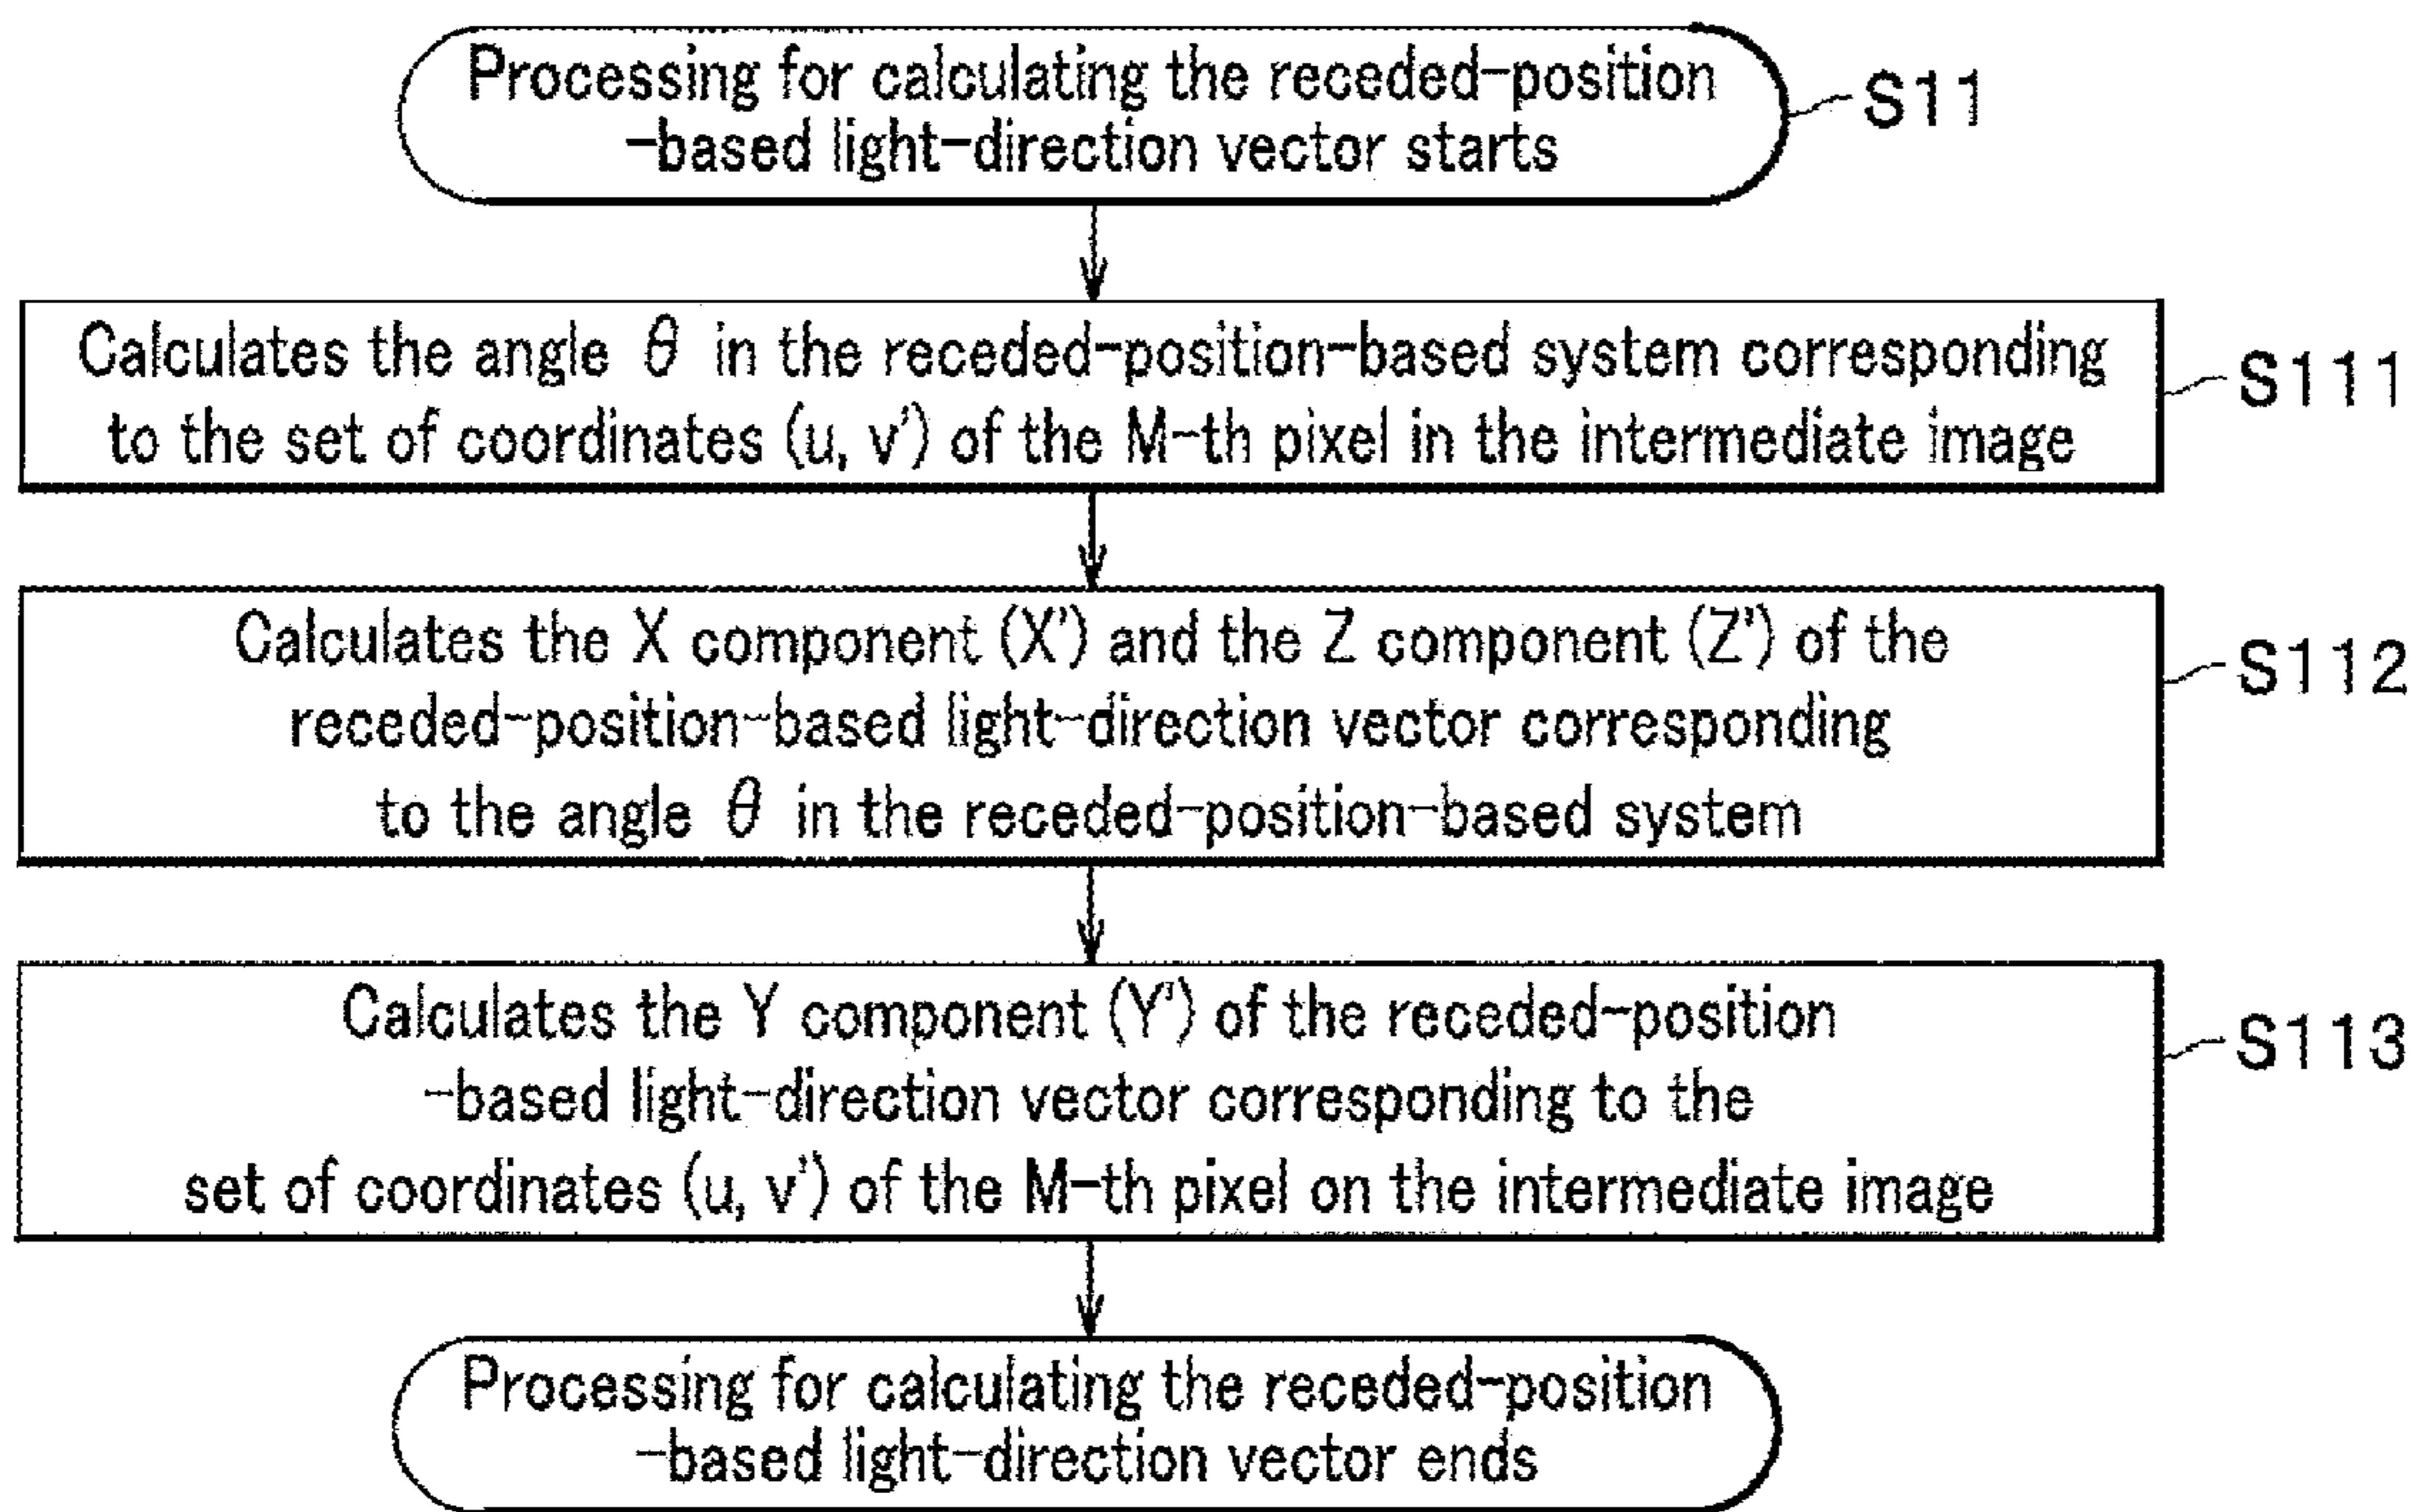 Processing for calculating the receded-position
-based light-direction vector starts
S11
Calculates the angle θ in the receded-position-based system corresponding
to the set of coordinates (u, v') of the M-th pixel in the intermediate image
S111
Calculates the X component (X') and the Z component (Z') of the
receded-position-based light-direction vector corresponding
to the angle θ in the receded-position-based system
S112
Calculates the Y component (Y') of the receded-position
-based light-direction vector corresponding to the
set of coordinates (u, v') of the M-th pixel on the intermediate image
S113
Processing for calculating the receded-position
-based light-direction vector ends